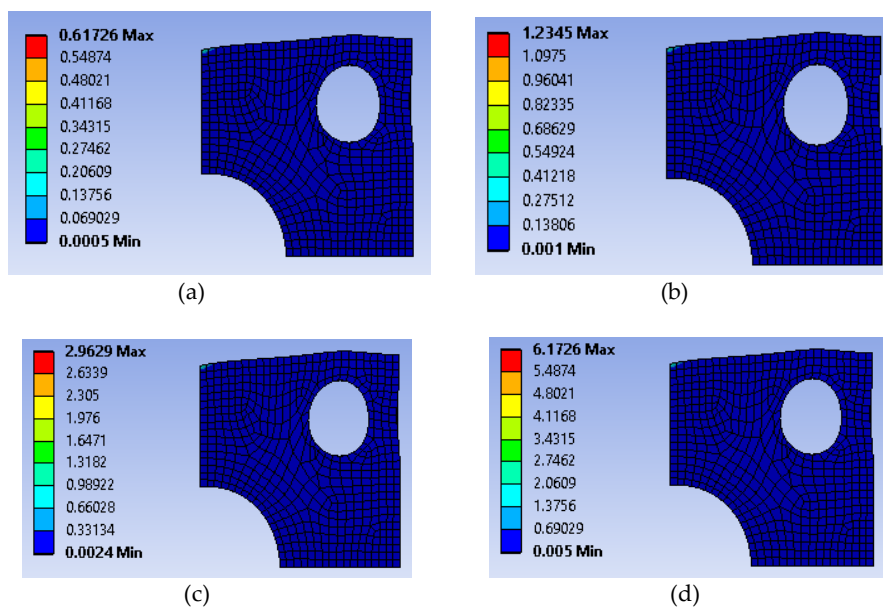 0.61726 Max
0.54874
0.48021
0.41168
0.34315
0.27462
0.20609
0.13756
0.069029
0.0005 Min
(a)
1.2345 Max
1.0975
0.96041
0.82335
0.68629
0.54924
0.41218
0.27512
0.13806
0.001 Min
(b)
2.9629 Max
2.6339
2.305
1.976
1.6471
1.3182
0.98922
0.66028
0.33134
0.0024 Min
(c)
6.1726 Max
5.4874
4.8021
4.1168
3.4315
2.7462
2.0609
1.3756
0.69029
0.005 Min
(d)